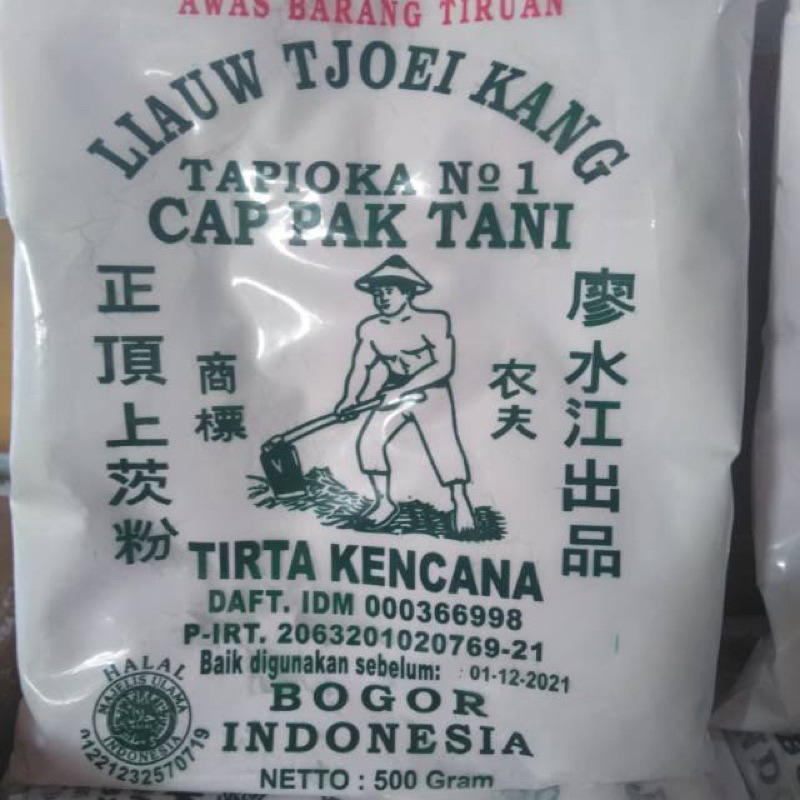 AWAS BARANG TIRUAN
LIAUW TJOEI KANG
TAPIOKA Nº 1
CAP PAK TANI
正頂上茨粉
商標
农夫
廖水江出品
TIRTA KENCANA
DAFT. IDM 000366998
P-IRT. 2063201020769-21
Baik digunakan sebelum: 01-12-2021
HALAL
MAJELIS ULAMA
INDONESIA
01221232570719
BOGOR
INDONESIA
NETTO : 500 Gram